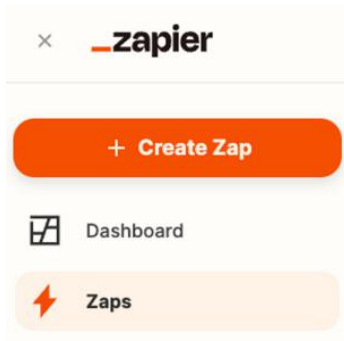 × _zapier
+ Create Zap
Dashboard
Zaps